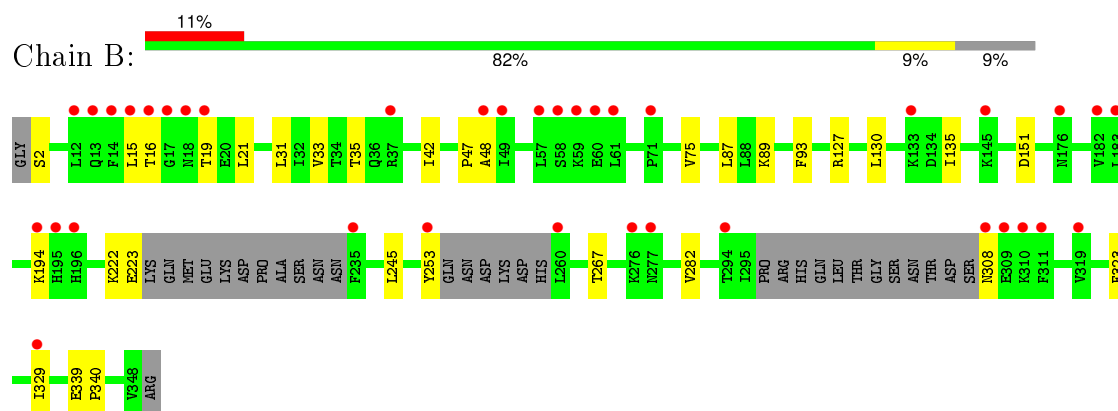 11%
Chain B:
82% 9% 9%
GLY S2 L12 Q13 F14 L15 T16 G17 N18 T19 E20 L21 L31 I32 V33 T34 T35 Q36 R37 I42 P47 A48 I49 L57 S58 K59 E60 L61 P71 V75 L87 L88 K89 F93 R127 L130 K133 D134 I135 K145 D151 N176 V182
K194 H195 H196 K222 E223 LYS GLN MET GLU LYS ASP PRO ALA SER ASN ASN F235 L245 Y253 GLN ASN ASP LYS ASP HIS L260 T267 K276 N277 V282 T294 I295 PRO ARG HIS GLN LEU THR GLY SER ASN THR ASP SER N308 E309 K310 F311 V319
I329 E339 P340 V348 ARG